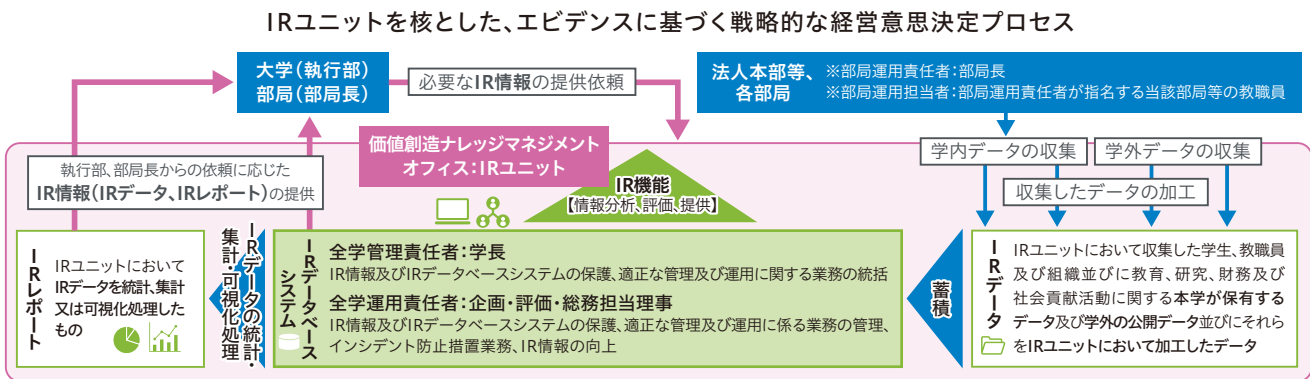 IRユニットを核とした、エビデンスに基づく戦略的な経営意思決定プロセス
大学（執行部）
部局（部局長）
必要なIR情報の提供依頼
法人本部等、
各部局
※部局運用責任者：部局長
※部局運用担当者：部局運用責任者が指名する当該部局等の教職員
価値創造ナレッジマネジメント
オフィス：IRユニット
学内データの収集
学外データの収集
収集したデータの加工
執行部、部局長からの依頼に応じた
IR情報（IRデータ、IRレポート）の提供
IR機能
【情報分析、評価、提供】
IRレポート
IRユニットにおいて
IRデータを統計、集計
又は可視化処理した
もの
IRデータの統計・
集計・可視化処理
IRデータベース
システム
全学管理責任者：学長
IR情報及びIRデータベースシステムの保護、適正な管理及び運用に関する業務の統括
全学運用責任者：企画・評価・総務担当理事
IR情報及びIRデータベースシステムの保護、適正な管理及び運用に係る業務の管理、
インシデント防止措置業務、IR情報の向上
蓄積
IRデータ
IRユニットにおいて収集した学生、教職員
及び組織並びに教育、研究、財務及び
社会貢献活動に関する本学が保有する
データ及び学外の公開データ並びにそれら
をIRユニットにおいて加工したデータ